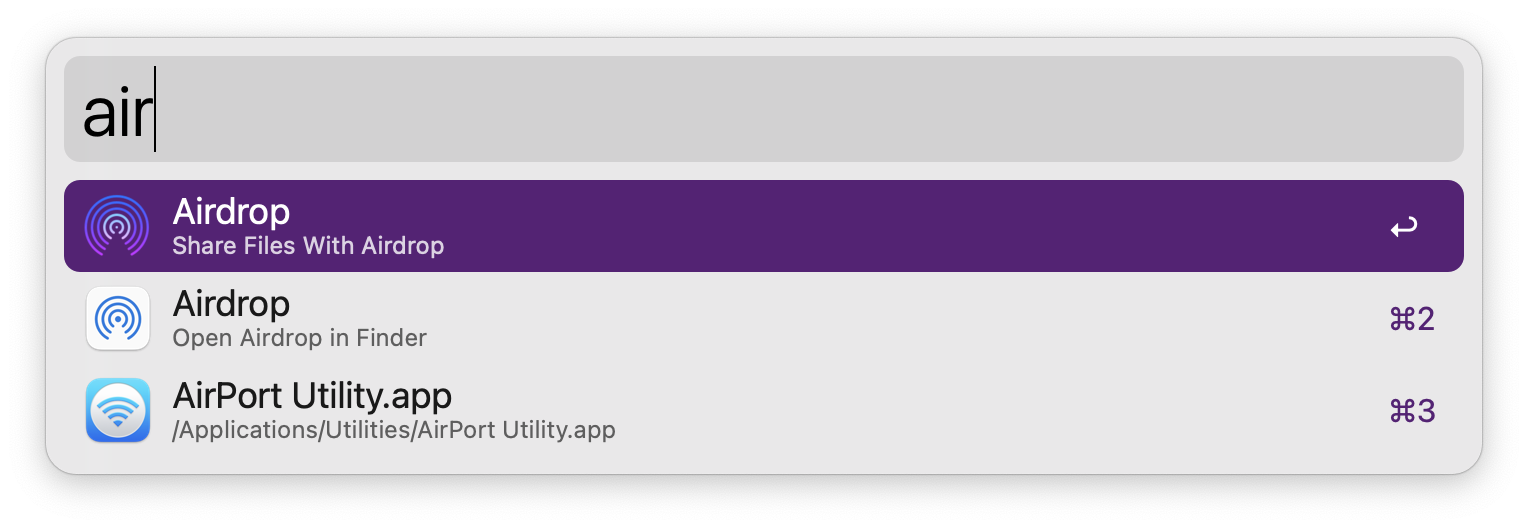 air
Airdrop
Share Files With Airdrop
Airdrop
Open Airdrop in Finder
⌘2
AirPort Utility.app
/Applications/Utilities/AirPort Utility.app
⌘3